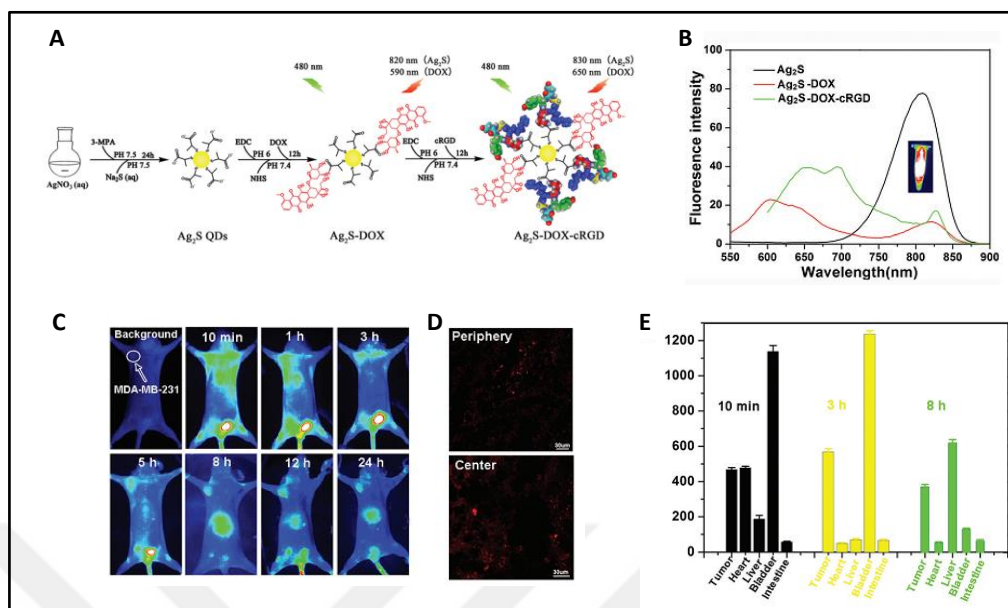 A
480 nm
820 nm (Ag₂S)
590 nm (DOX)
480 nm
830 nm (Ag₂S)
650 nm (DOX)
3-MPA
PH 7.5 24h
PH 7.5
Na₂S (aq)
AgNO₃ (aq)
EDC DOX
PH 6 12h
PH 7.4
NHS
EDC cRGD
PH 6 12h
PH 7.4
NHS
Ag₂S QDs
Ag₂S-DOX
Ag₂S-DOX-cRGD
B
Fluorescence intensity
100
80
60
40
20
0
Ag₂S
Ag₂S-DOX
Ag₂S-DOX-cRGD
550 600 650 700 750 800 850 900
Wavelength(nm)
C
Background
MDA-MB-231
10 min
1 h
3 h
5 h
8 h
12 h
24 h
D
Periphery
30um
Center
30um
E
1200
1000
800
600
400
200
0
10 min
3 h
8 h
Tumor
Heart
Liver
Bladder
Intestine
Tumor
Heart
Liver
Bladder
Intestine
Tumor
Heart
Liver
Bladder
Intestine